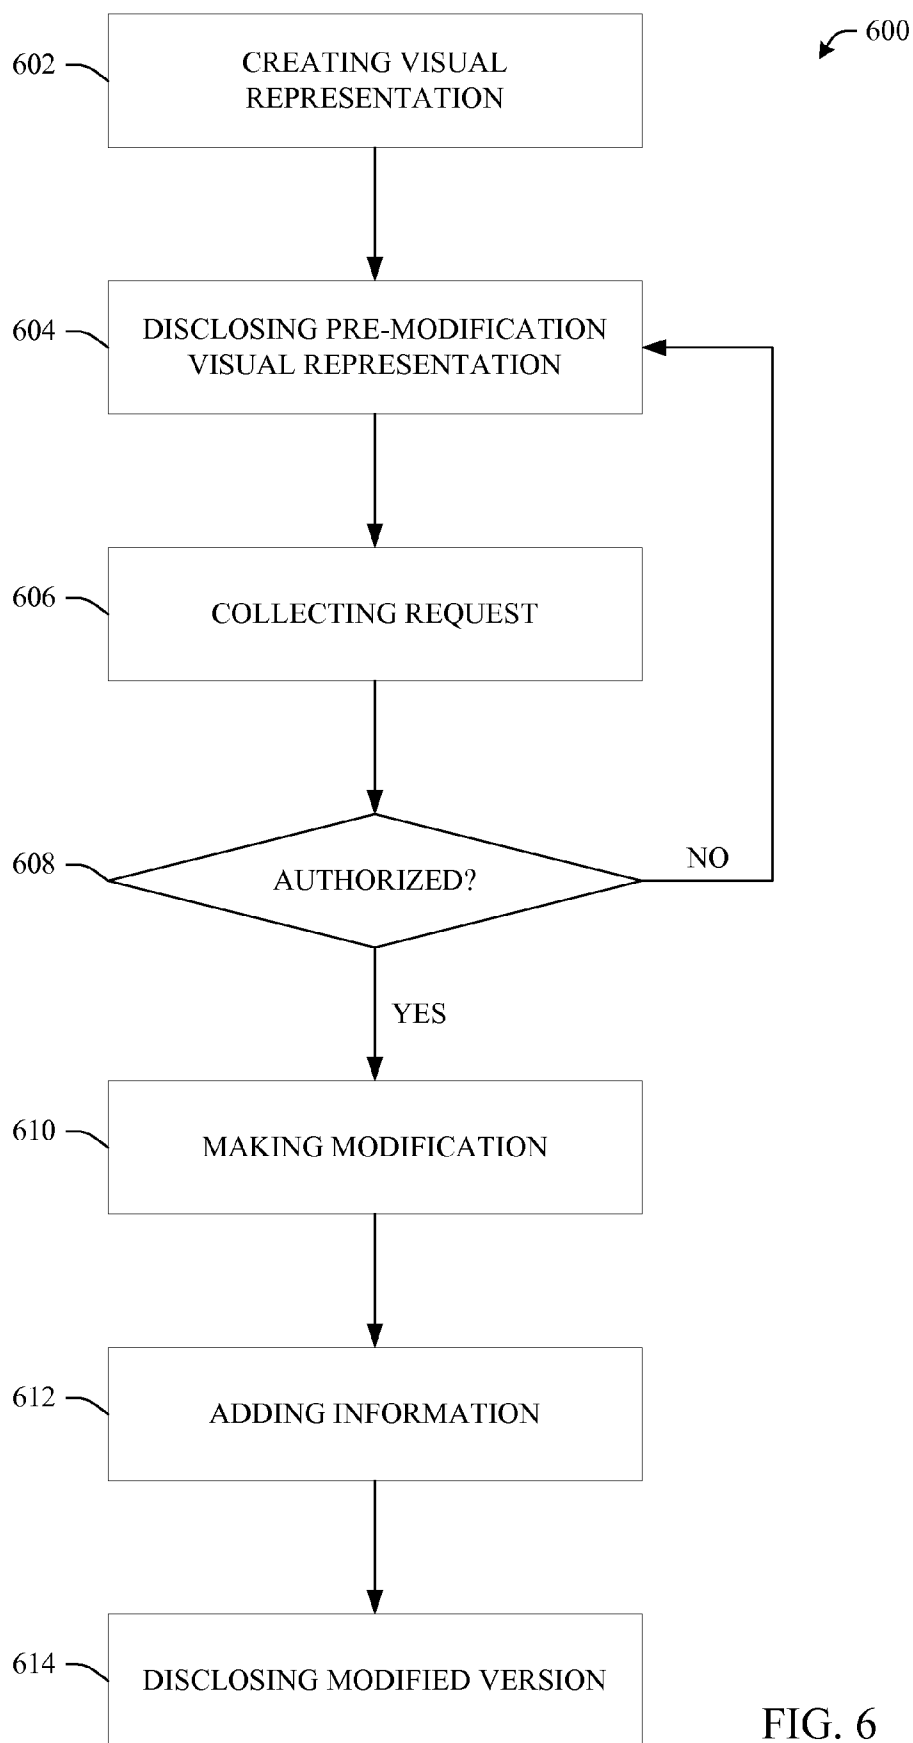 600
602
CREATING VISUAL
REPRESENTATION
604
DISCLOSING PRE-MODIFICATION
VISUAL REPRESENTATION
606
COLLECTING REQUEST
608
AUTHORIZED?
NO
YES
610
MAKING MODIFICATION
612
ADDING INFORMATION
614
DISCLOSING MODIFIED VERSION
FIG. 6